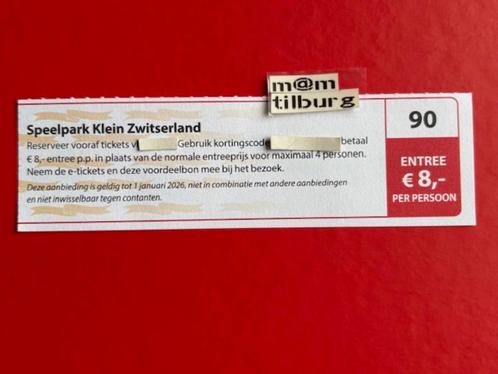 m@m
tilburg
Speelpark Klein Zwitserland
Reserveer vooraf tickets Gebruik kortingscode betaal
€ 8,- entree p.p. in plaats van de normale entreeprijs voor maximaal 4 personen.
Neem de e-tickets en deze voordeelbon mee bij het bezoek.
Deze aanbieding is geldig tot 1 januari 2026, niet in combinatie met andere aanbiedingen
en niet inwisselbaar tegen contanten.
90
ENTREE
€ 8,-
PER PERSOON